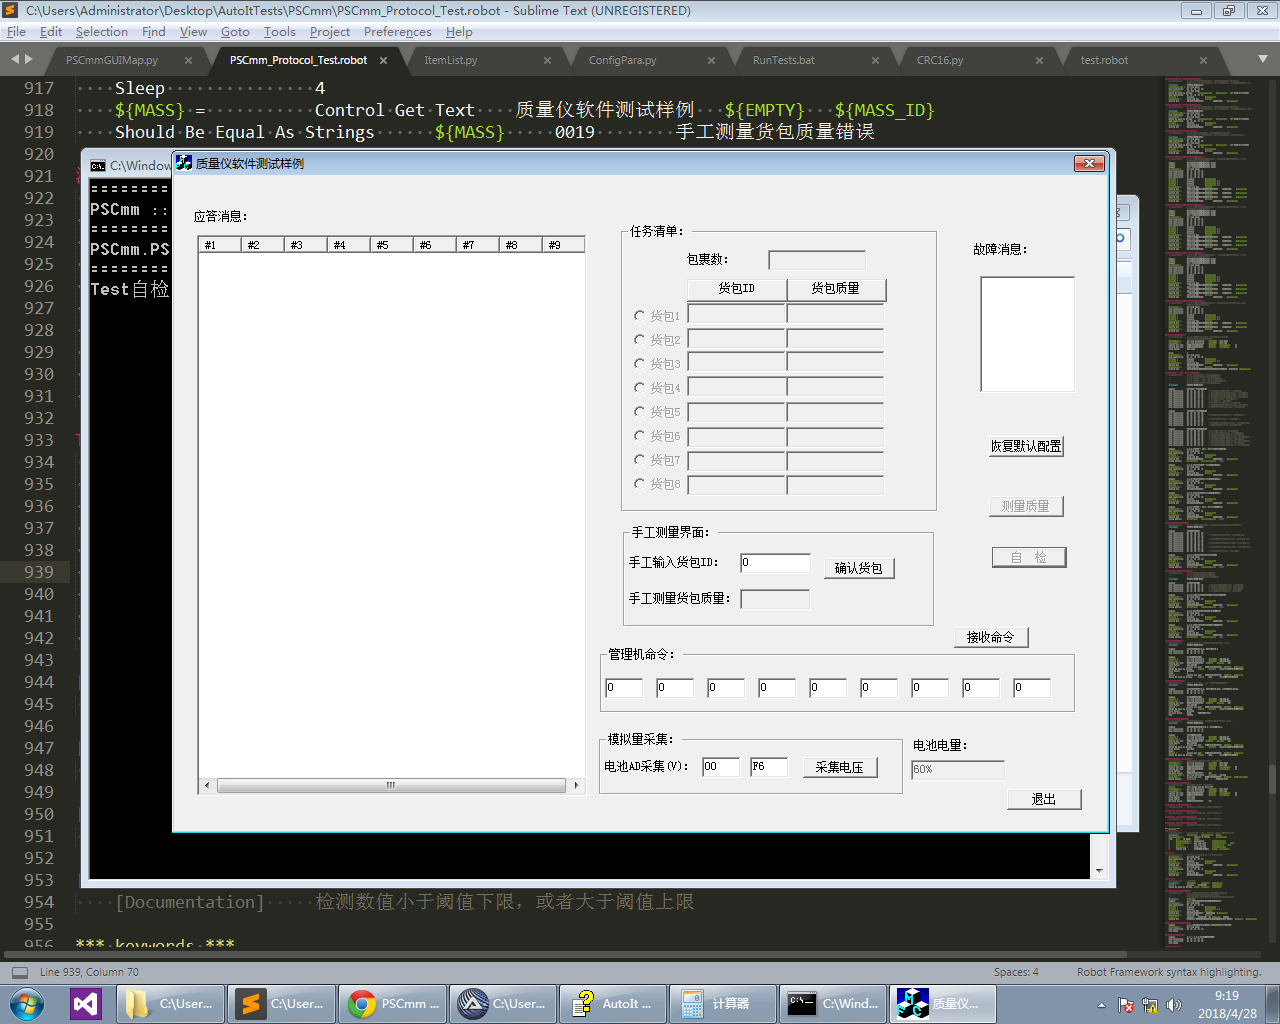 C:\Users\Administrator\Desktop\AutoItTests\PSCmm\PSCmm_Protocol_Test.robot - Sublime Text (UNREGISTERED)
File Edit Selection Find View Goto Tools Project Preferences Help
PSCmmGUIMap.py PSCmm_Protocol_Test.robot ItemList.py ConfigPara.py RunTests.bat CRC16.py test.robot
917 Sleep 4
918 ${MASS} = Control Get Text 质量仪软件测试样例 ${EMPTY} ${MASS_ID}
919 Should Be Equal As Strings ${MASS} 0019 手工测量货包质量错误
920
921
922
923
924
925
926
927
928
929
930
931
932
933
934
935
936
937
938
939
940
941
942
943
944
945
946
947
948
949
950
951
952
953
954 [Documentation] 检测数值小于阈值下限，或者大于阈值上限
955
956 *** keywords ***
C:\Window
========
PSCmm ::
========
PSCmm.PS
========
Test自检
质量仪软件测试样例
应答消息:
#1 #2 #3 #4 #5 #6 #7 #8 #9
任务清单:
包裹数:
货包ID 货包质量
货包1
货包2
货包3
货包4
货包5
货包6
货包7
货包8
故障消息:
恢复默认配置
测量质量
自 检
手工测量界面:
手工输入货包ID: 0 确认货包
手工测量货包质量:
接收命令
管理机命令:
0 0 0 0 0 0 0 0 0
模拟量采集:
电池AD采集(V): 00 F6 采集电压
电池电量:
60%
退出
Line 939, Column 70 Spaces: 4 Robot Framework syntax highlighting.
C:\User... C:\User... PSCmm ... C:\User... AutoIt ... 计算器 C:\Wind... 质量仪...
9:19
2018/4/28